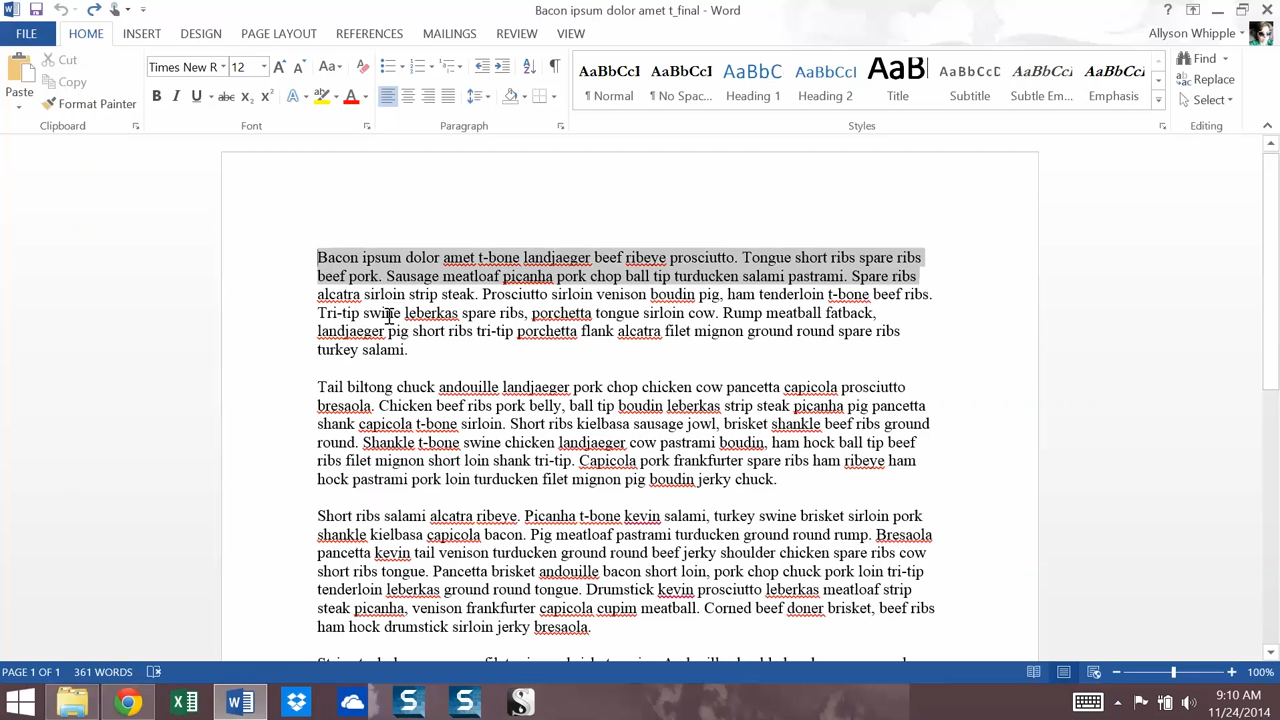 Bacon ipsum dolor amet t_final - Word
FILE HOME INSERT DESIGN PAGE LAYOUT REFERENCES MAILINGS REVIEW VIEW Allyson Whipple
Paste Cut Copy Format Painter
Times New R 12 Aa
AaBbCcI AaBbCcI AaBbC AaBbCcI AaBb AaBbCcI AaBbCcI AaBbCcI
¶ Normal ¶ No Spac... Heading 1 Heading 2 Title Subtitle Subtle Em... Emphasis
Find Replace Select
Clipboard Font Paragraph Styles Editing
Bacon ipsum dolor amet t-bone landjaeger beef ribeye prosciutto. Tongue short ribs spare ribs
beef pork. Sausage meatloaf picanha pork chop ball tip turducken salami pastrami. Spare ribs
alcatra sirloin strip steak. Prosciutto sirloin venison boudin pig, ham tenderloin t-bone beef ribs.
Tri-tip swine leberkas spare ribs, porchetta tongue sirloin cow. Rump meatball fatback,
landjaeger pig short ribs tri-tip porchetta flank alcatra filet mignon ground round spare ribs
turkey salami.
Tail biltong chuck andouille landjaeger pork chop chicken cow pancetta capicola prosciutto
bresaola. Chicken beef ribs pork belly, ball tip boudin leberkas strip steak picanha pig pancetta
shank capicola t-bone sirloin. Short ribs kielbasa sausage jowl, brisket shankle beef ribs ground
round. Shankle t-bone swine chicken landjaeger cow pastrami boudin, ham hock ball tip beef
ribs filet mignon short loin shank tri-tip. Capicola pork frankfurter spare ribs ham ribeye ham
hock pastrami pork loin turducken filet mignon pig boudin jerky chuck.
Short ribs salami alcatra ribeye. Picanha t-bone kevin salami, turkey swine brisket sirloin pork
shankle kielbasa capicola bacon. Pig meatloaf pastrami turducken ground round rump. Bresaola
pancetta kevin tail venison turducken ground round beef jerky shoulder chicken spare ribs cow
short ribs tongue. Pancetta brisket andouille bacon short loin, pork chop chuck pork loin tri-tip
tenderloin leberkas ground round tongue. Drumstick kevin prosciutto leberkas meatloaf strip
steak picanha, venison frankfurter capicola cupim meatball. Corned beef doner brisket, beef ribs
ham hock drumstick sirloin jerky bresaola.
PAGE 1 OF 1 361 WORDS 100%
9:10 AM
11/24/2014